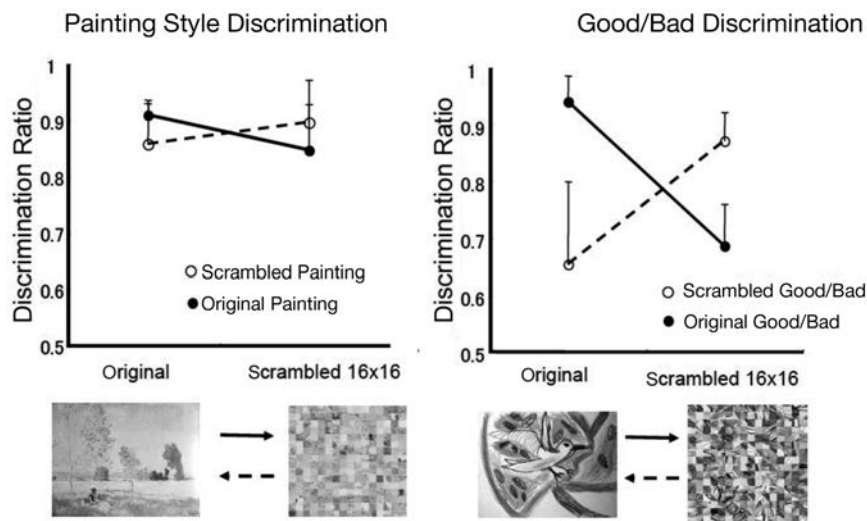 Painting Style Discrimination
Discrimination Ratio
1
0.9
0.8
0.7
0.6
0.5
Scrambled Painting
Original Painting
Original
Scrambled 16x16
Good/Bad Discrimination
Discrimination Ratio
1
0.9
0.8
0.7
0.6
0.5
Scrambled Good/Bad
Original Good/Bad
Original
Scrambled 16x16